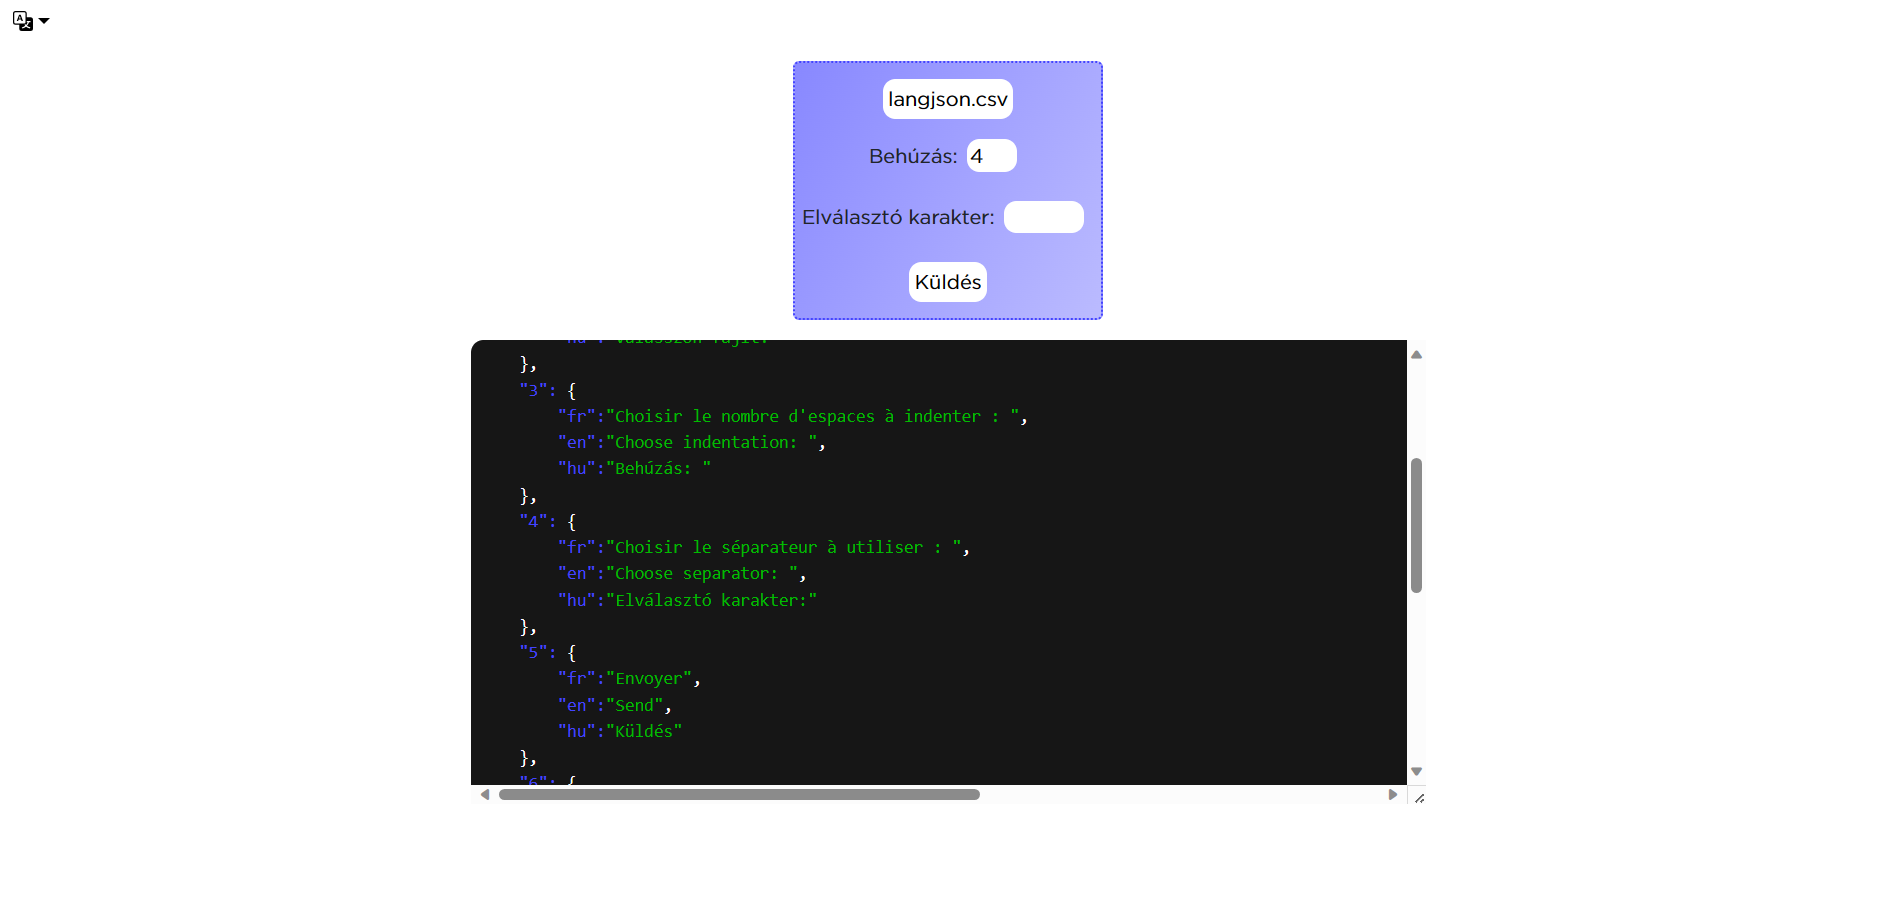 langjson.csv
Behúzás: 4
Elválasztó karakter:
Küldés
},
"3": {
"fr":"Choisir le nombre d'espaces à indenter : ",
"en":"Choose indentation: ",
"hu":"Behúzás: "
},
"4": {
"fr":"Choisir le séparateur à utiliser : ",
"en":"Choose separator: ",
"hu":"Elválasztó karakter:"
},
"5": {
"fr":"Envoyer",
"en":"Send",
"hu":"Küldés"
},
"6": {